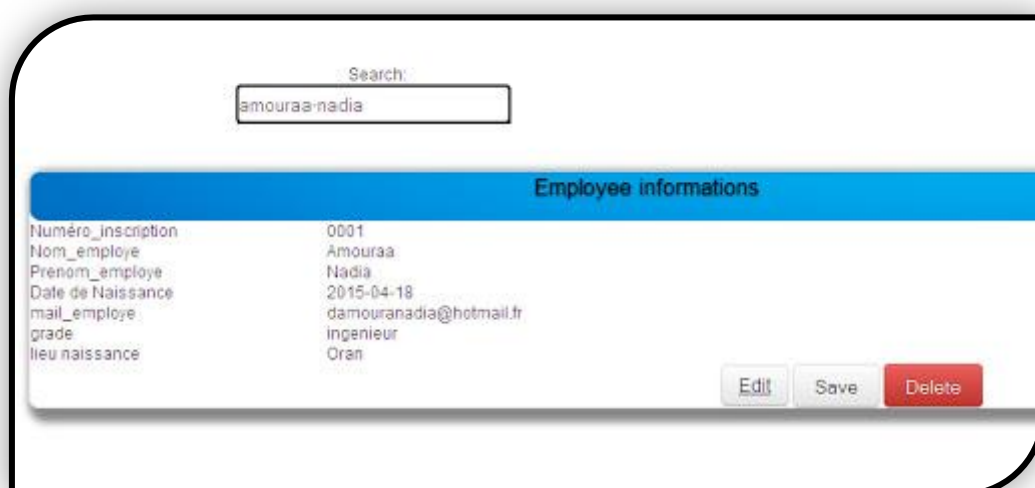 Search:
amouraa-nadia
Employee informations
Numéro_inscription 0001
Nom_employe Amouraa
Prenom_employe Nadia
Date de Naissance 2015-04-18
mail_employe damouranadia@hotmail.fr
grade ingenieur
lieu naissance Oran
Edit Save Delete